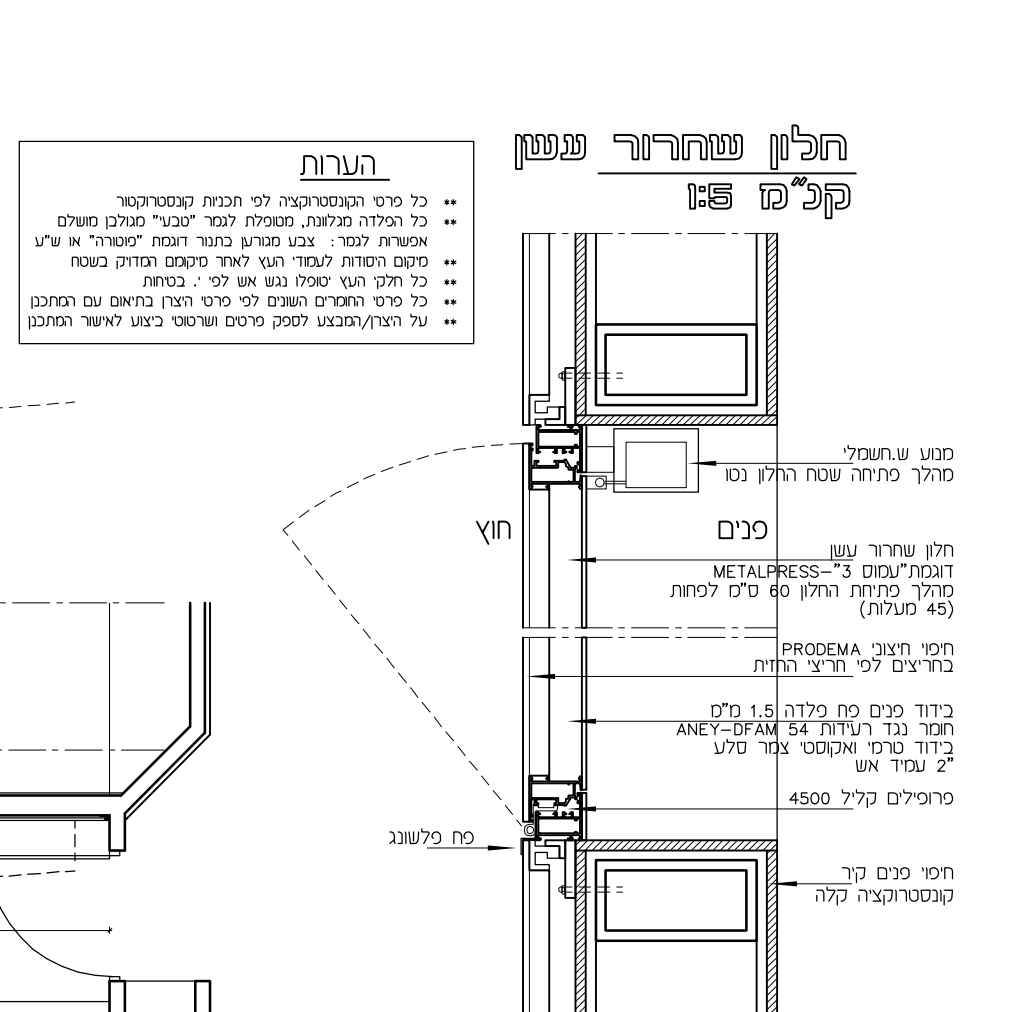 חלון שחרור עשן
קנ"מ 1:5
הערות
** כל פרטי הקונסטרוקציה לפי תכניות קונסטרוקטור
** כל הפלדה מגלוונת, מטופלת לגמר "טבעי" מגולבן מושלם
אפשרות לגמר: צבע מגורען בתנור דוגמת "פוטורה" או ש"ע
** מיקום היסודות לעמודי העץ לאחר מיקומם המדויק בשטח
** כל חלקי העץ יטופלו נגש אש לפי י. בטיחות
** כל פרטי החומרים השונים לפי פרטי היצרן בתיאום עם המתכנן
** על היצרן/המבצע לספק פרטים ושרטוטי ביצוע לאישור המתכנן
מנוע ש.חשמלי
מהלך פתיחה שטח החלון נטו
חוץ
פנים
חלון שחרור עשן
דוגמת"עמוס 3"-METALPRESS
מהלך פתיחת החלון 60 ס"מ לפחות
(45 מעלות)
חיפוי חיצוני PRODEMA
בחריצים לפי חריצי החזית
בידוד פנים פח פלדה 1.5 מ"מ
חומר נגד רעידות ANEY-DFAM 54
בידוד טרמי ואקוסטי צמר סלע
2" עמיד אש
פרופילים קליל 4500
פח פלשונג
חיפוי פנים קיר
קונסטרוקציה קלה